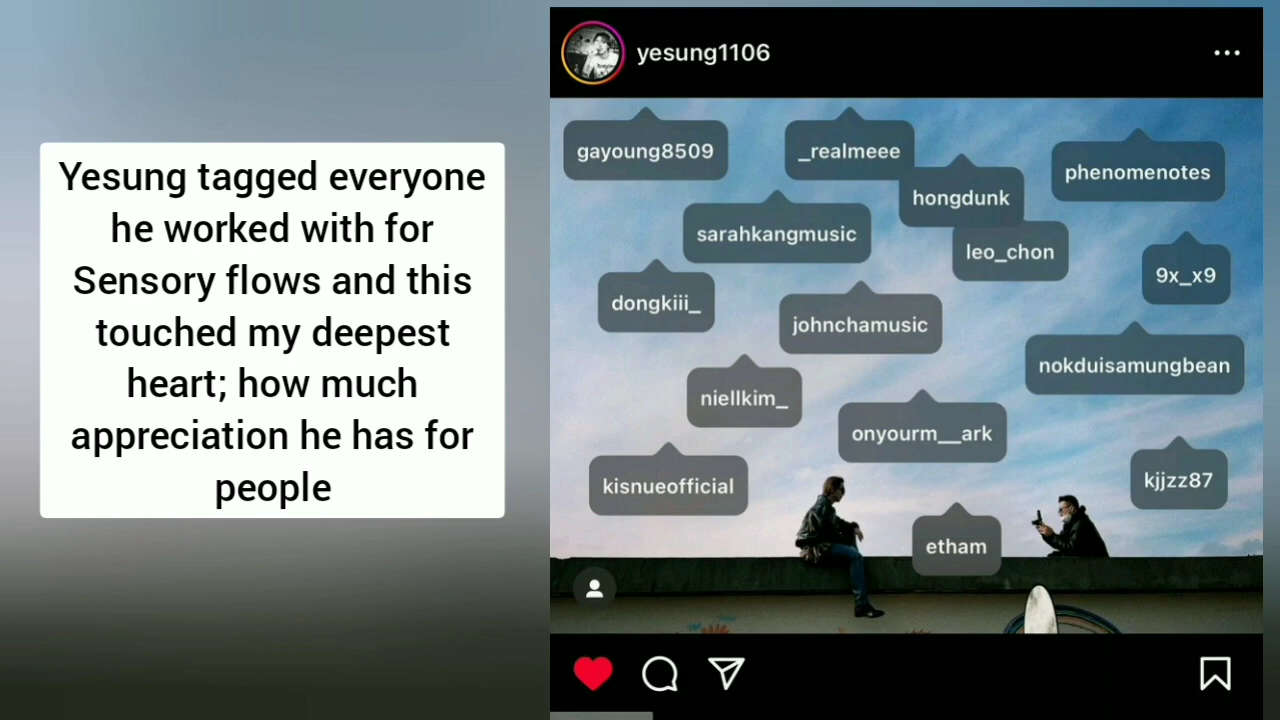 Yesung tagged everyone
he worked with for
Sensory flows and this
touched my deepest
heart; how much
appreciation he has for
people
yesung1106
gayoung8509
_realmeee
phenomenotes
hongdunk
sarahkangmusic
leo_chon
9x_x9
dongkiii_
johnchamusic
nokduisamungbean
niellkim_
onyourm__ark
kjjzz87
kisnueofficial
etham